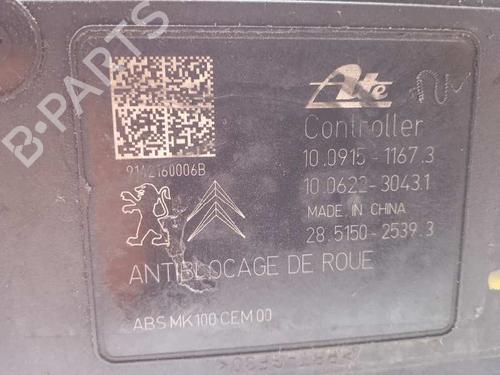 Ate
Controller
10.0915-1167.3
10.0622-3043.1
MADE IN CHINA
28.5150-2539.3
9142160006B
ANTIBLOCAGE DE ROUE
ABS MK100 CEM 00
B-PARTS